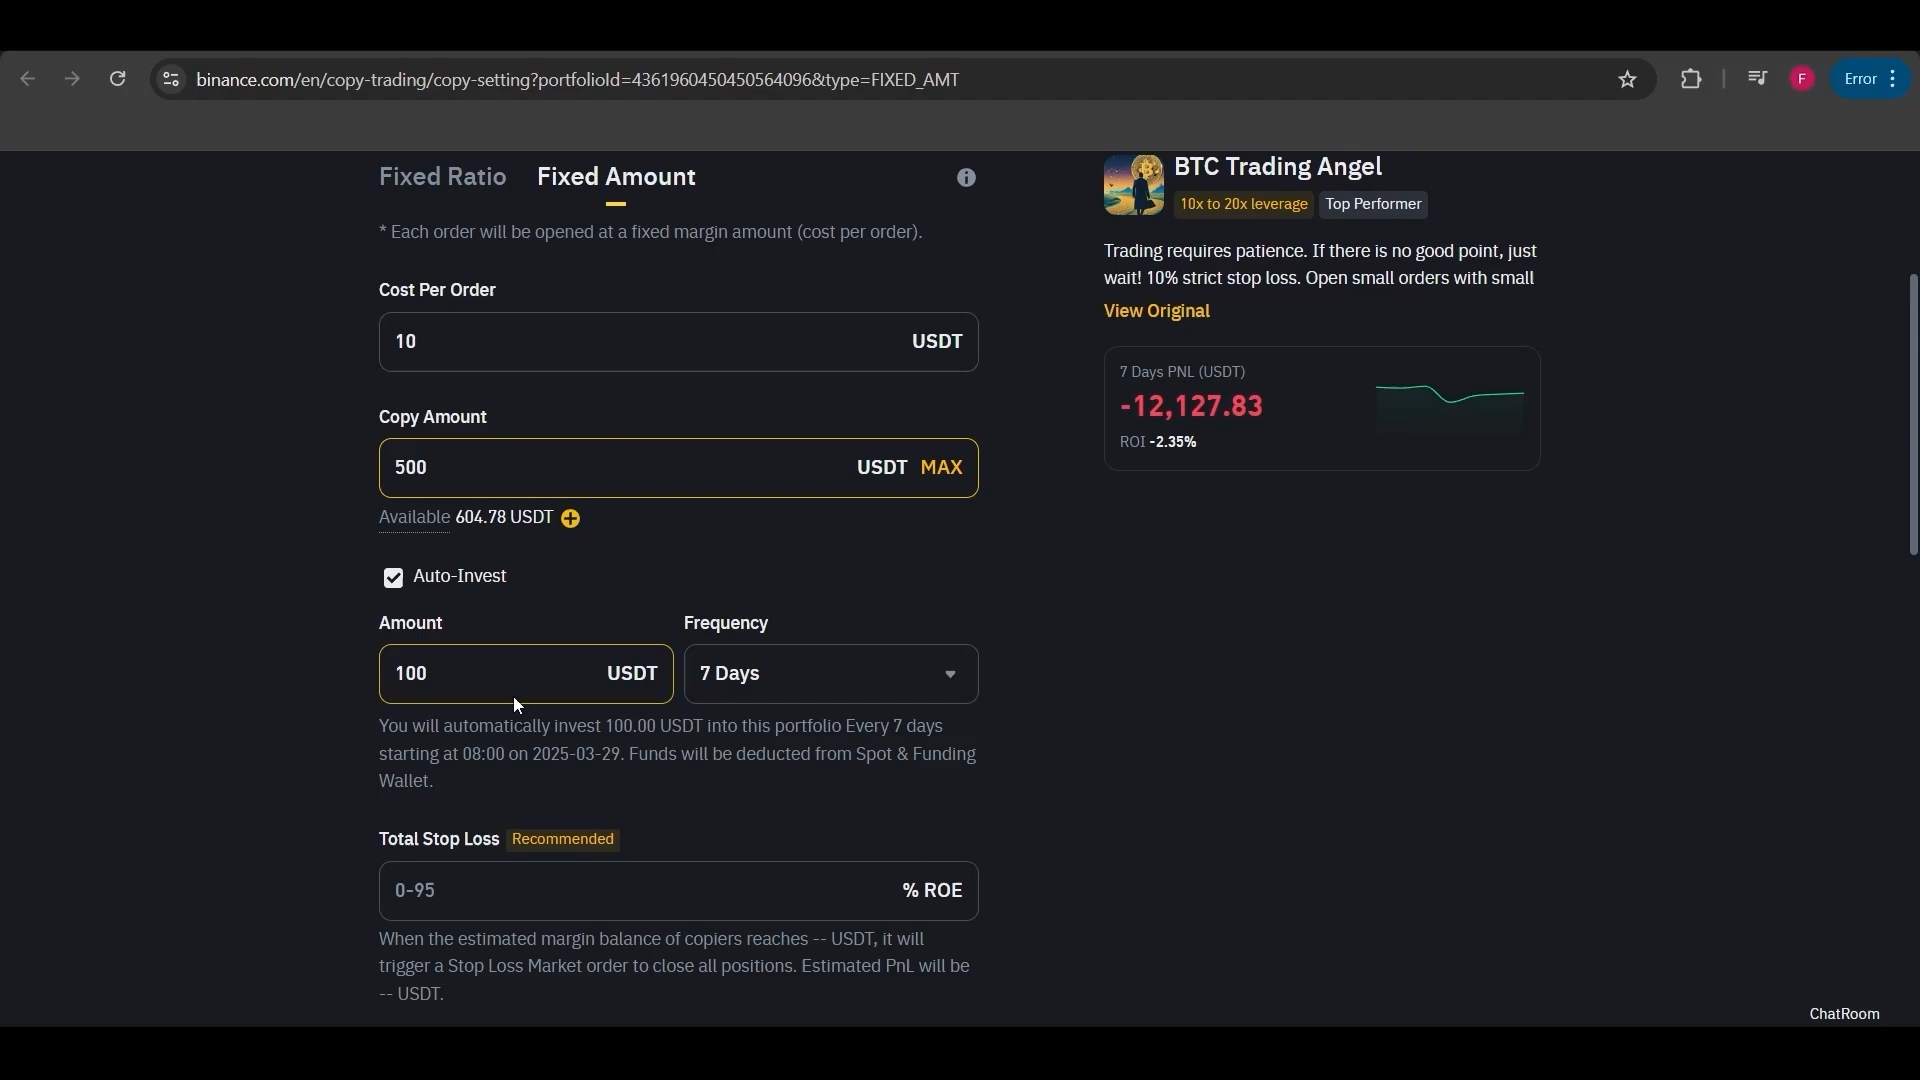 binance.com/en/copy-trading/copy-setting?portfolioId=4361960450450564096&type=FIXED_AMT
F
Error
Fixed Ratio
Fixed Amount
* Each order will be opened at a fixed margin amount (cost per order).
Cost Per Order
10
USDT
Copy Amount
500
USDT MAX
Available 604.78 USDT
Auto-Invest
Amount
Frequency
100 USDT
7 Days
You will automatically invest 100.00 USDT into this portfolio Every 7 days
starting at 08:00 on 2025-03-29. Funds will be deducted from Spot & Funding
Wallet.
Total Stop Loss Recommended
0-95
% ROE
When the estimated margin balance of copiers reaches -- USDT, it will
trigger a Stop Loss Market order to close all positions. Estimated PnL will be
-- USDT.
BTC Trading Angel
10x to 20x leverage
Top Performer
Trading requires patience. If there is no good point, just
wait! 10% strict stop loss. Open small orders with small
View Original
7 Days PNL (USDT)
-12,127.83
ROI -2.35%
ChatRoom